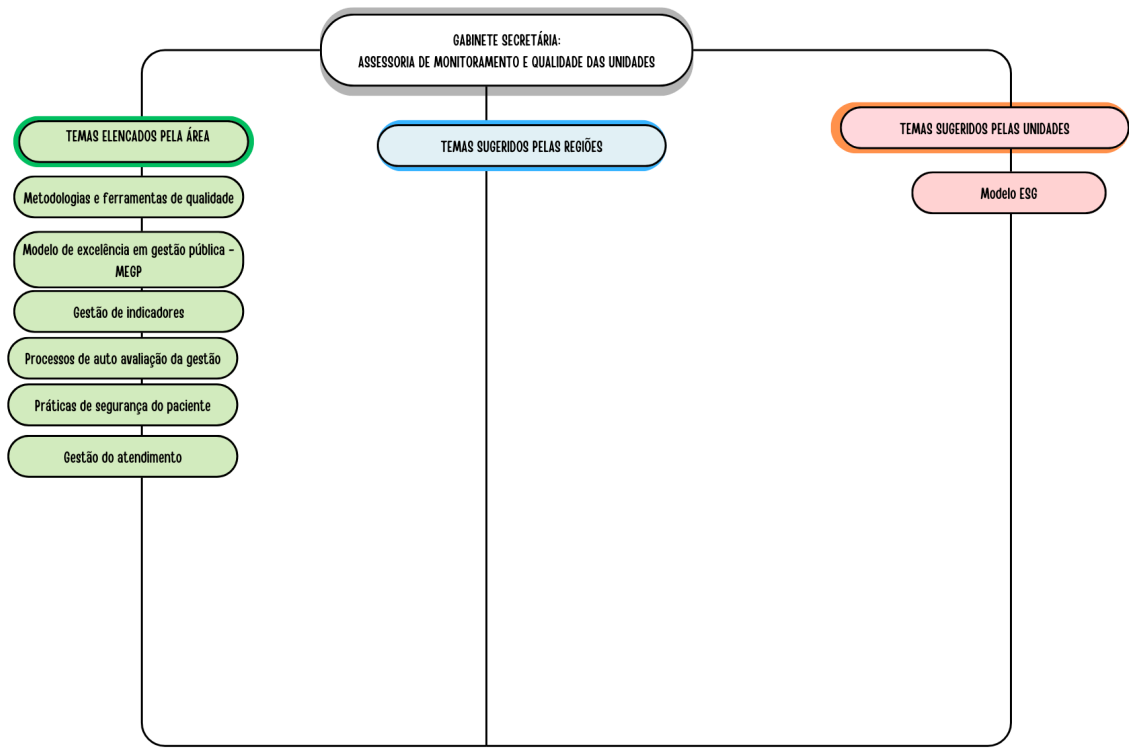 GABINETE SECRETÁRIA:
ASSESSORIA DE MONITORAMENTO E QUALIDADE DAS UNIDADES
TEMAS ELENCADOS PELA ÁREA
Metodologias e ferramentas de qualidade
Modelo de excelência em gestão pública -
MEGP
Gestão de indicadores
Processos de auto avaliação da gestão
Práticas de segurança do paciente
Gestão do atendimento
TEMAS SUGERIDOS PELAS REGIÕES
TEMAS SUGERIDOS PELAS UNIDADES
Modelo ESG